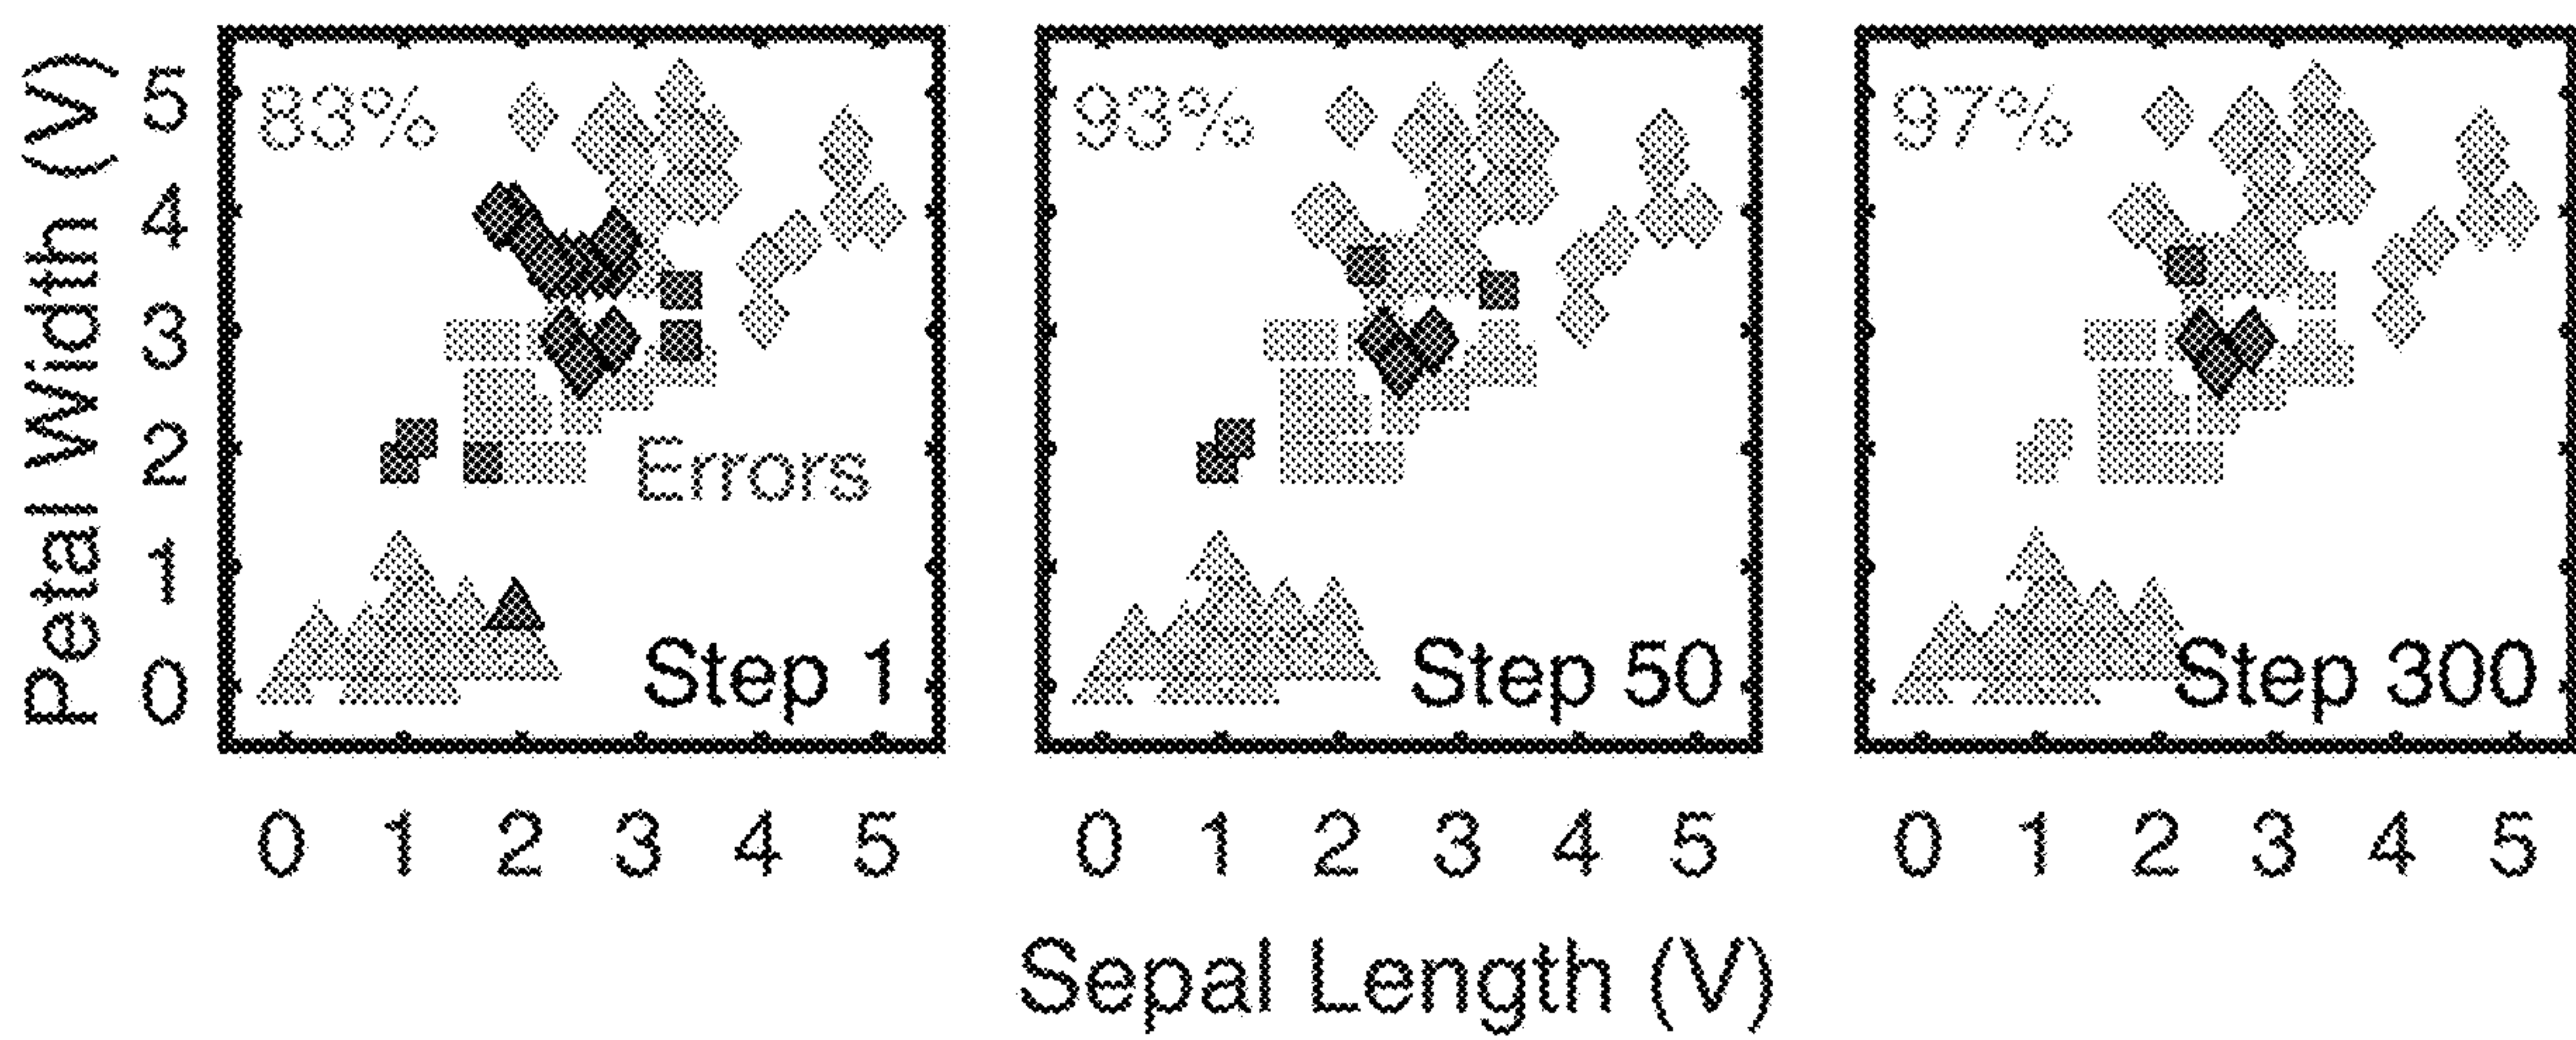 Petal Width (V)
5
4
3
2
1
0
83%
Errors
Step 1
0 1 2 3 4 5
93%
Step 50
0 1 2 3 4 5
97%
Step 300
0 1 2 3 4 5
Sepal Length (V)